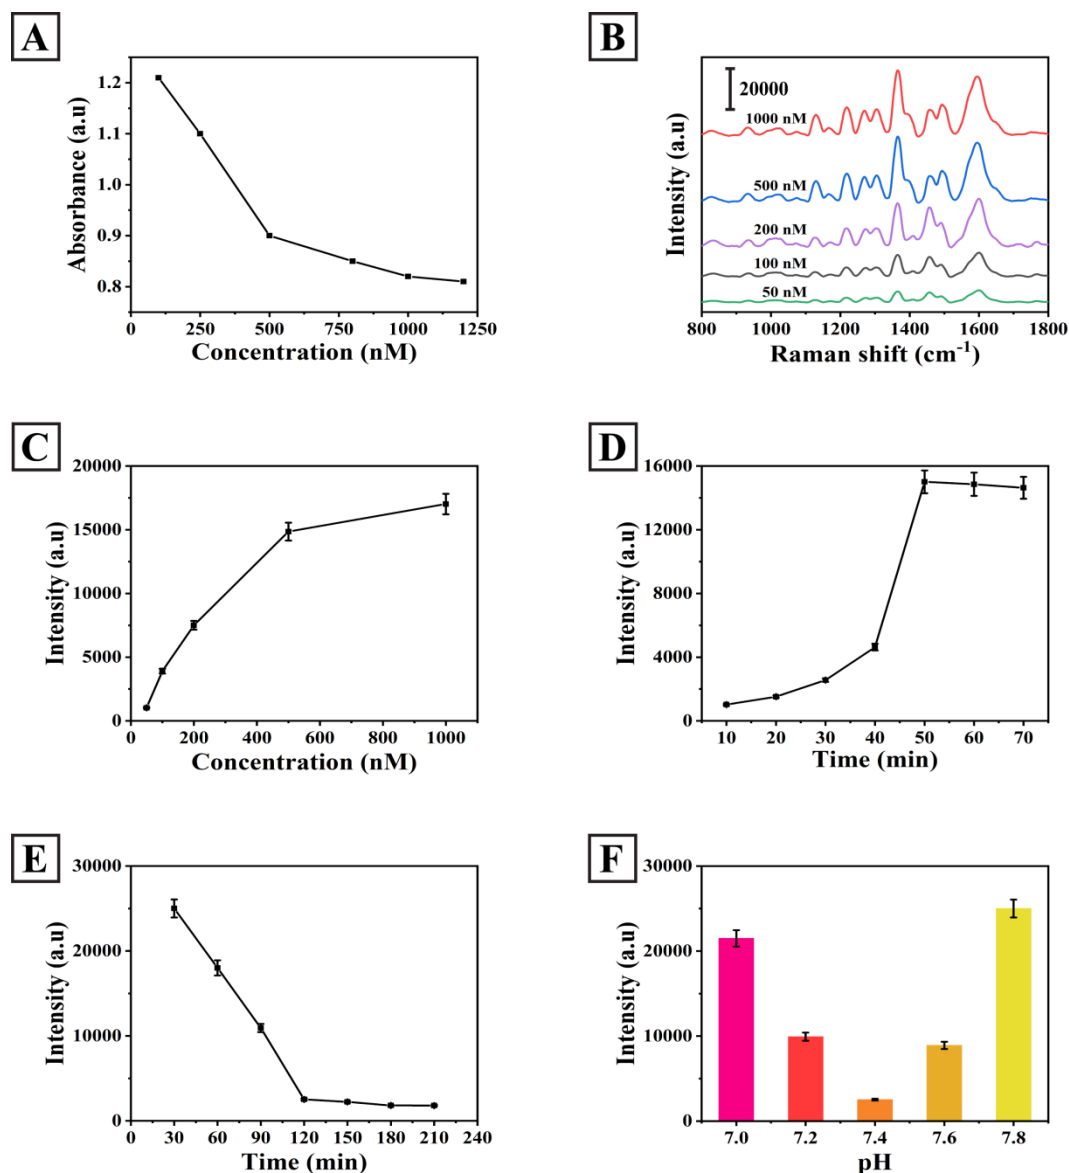 A
1.2
1.1
1.0
0.9
0.8
Absorbance (a.u)
0 250 500 750 1000 1250
Concentration (nM)
B
20000
1000 nM
500 nM
200 nM
100 nM
50 nM
Intensity (a.u)
800 1000 1200 1400 1600 1800
Raman shift (cm⁻¹)
C
20000
15000
10000
5000
0
Intensity (a.u)
0 200 400 600 800 1000
Concentration (nM)
D
16000
12000
8000
4000
0
Intensity (a.u)
10 20 30 40 50 60 70
Time (min)
E
30000
20000
10000
0
Intensity (a.u)
0 30 60 90 120 150 180 210 240
Time (min)
F
30000
20000
10000
0
Intensity (a.u)
7.0 7.2 7.4 7.6 7.8
pH